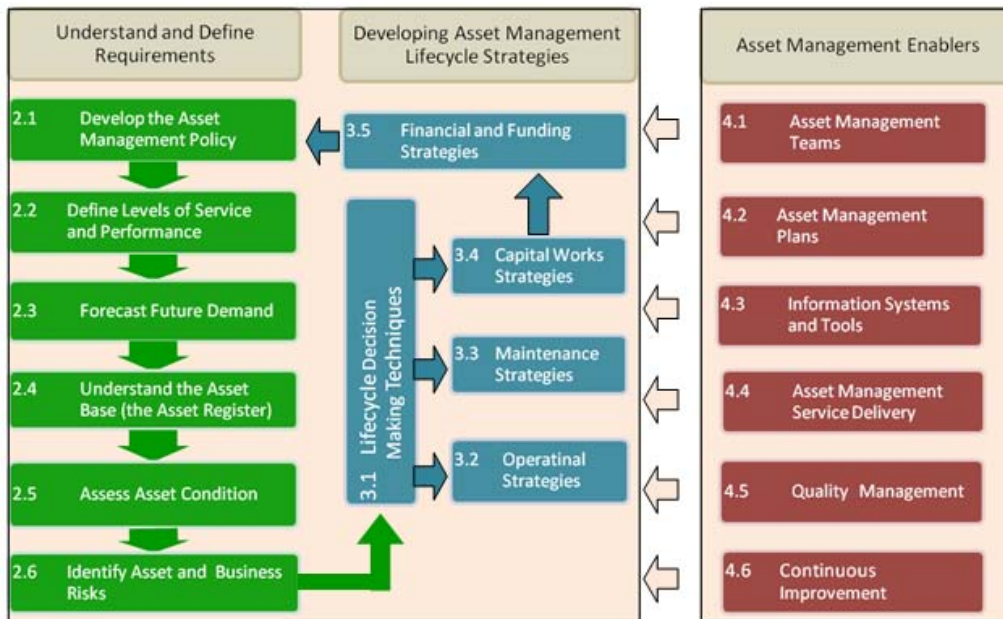 Understand and Define
Requirements
2.1 Develop the Asset
Management Policy
2.2 Define Levels of Service
and Performance
2.3 Forecast Future Demand
2.4 Understand the Asset
Base (the Asset Register)
2.5 Assess Asset Condition
2.6 Identify Asset and Business
Risks
Developing Asset Management
Lifecycle Strategies
3.5 Financial and Funding
Strategies
3.1 Lifecycle Decision
Making Techniques
3.4 Capital Works
Strategies
3.3 Maintenance
Strategies
3.2 Operatinal
Strategies
Asset Management Enablers
4.1 Asset Management
Teams
4.2 Asset Management
Plans
4.3 Information Systems
and Tools
4.4 Asset Management
Service Delivery
4.5 Quality Management
4.6 Continuous
Improvement